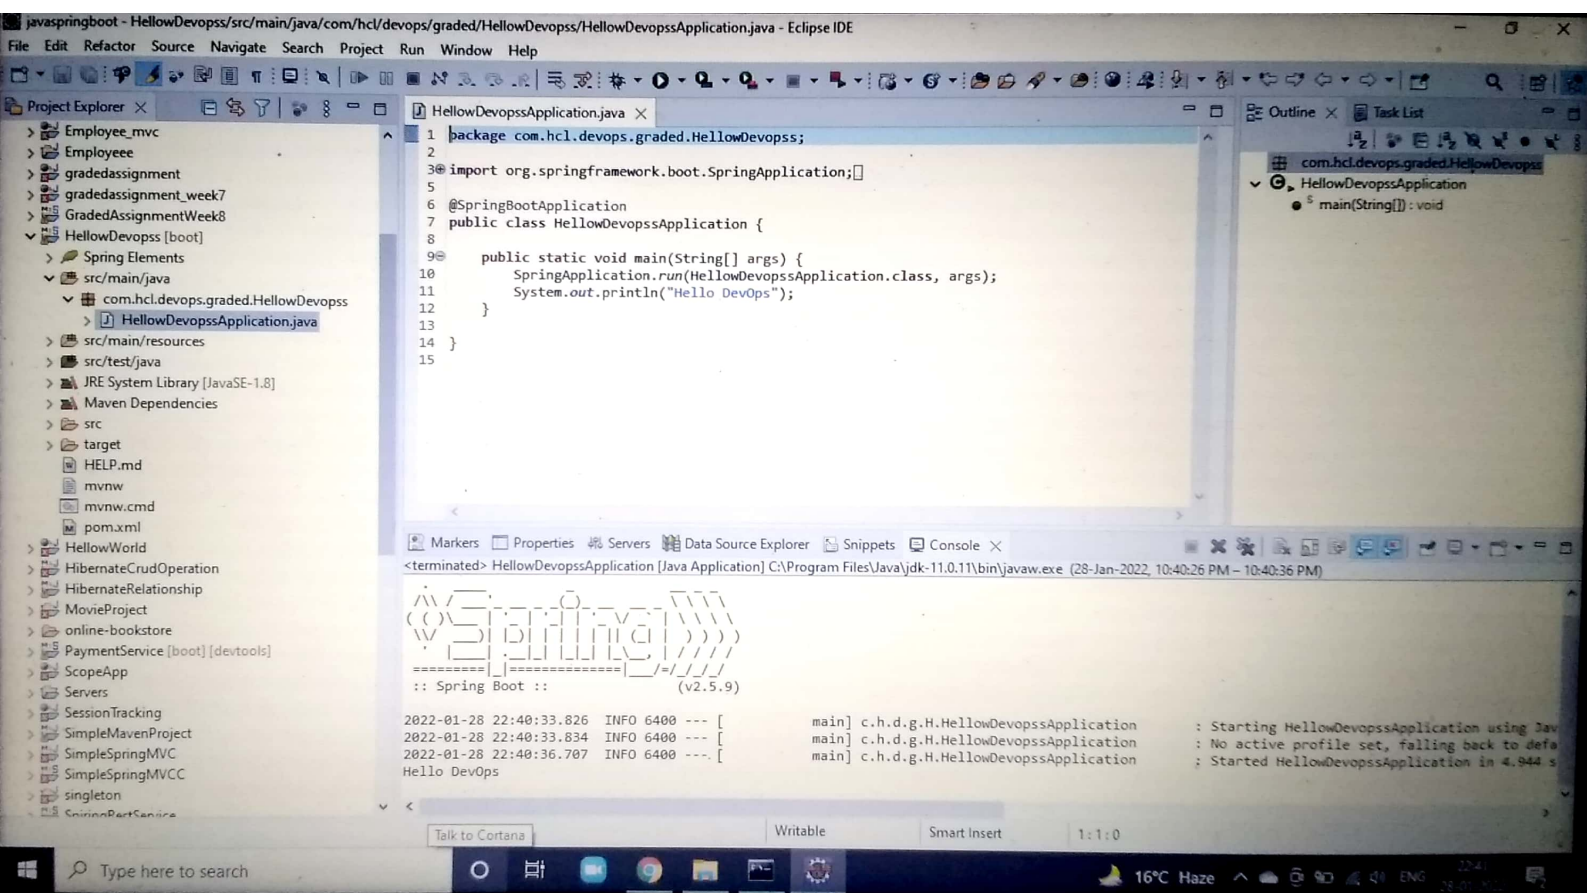 javaspringboot - HellowDevopss/src/main/java/com/hcl/devops/graded/HellowDevopss/HellowDevopssApplication.java - Eclipse IDE
File Edit Refactor Source Navigate Search Project Run Window Help
Project Explorer
Employee_mvc
Employeee
gradedassignment
gradedassignment_week7
GradedAssignmentWeek8
HellowDevopss [boot]
Spring Elements
src/main/java
com.hcl.devops.graded.HellowDevopss
HellowDevopssApplication.java
src/main/resources
src/test/java
JRE System Library [JavaSE-1.8]
Maven Dependencies
src
target
HELP.md
mvnw
mvnw.cmd
pom.xml
HellowWorld
HibernateCrudOperation
HibernateRelationship
MovieProject
online-bookstore
PaymentService [boot] [devtools]
ScopeApp
Servers
SessionTracking
SimpleMavenProject
SimpleSpringMVC
SimpleSpringMVCC
singleton
HellowDevopssApplication.java
1 package com.hcl.devops.graded.HellowDevopss;
2
3 import org.springframework.boot.SpringApplication;
5
6 @SpringBootApplication
7 public class HellowDevopssApplication {
8
9 public static void main(String[] args) {
10 SpringApplication.run(HellowDevopssApplication.class, args);
11 System.out.println("Hello DevOps");
12 }
13
14 }
15
Outline Task List
com.hcl.devops.graded.HellowDevopss
HellowDevopssApplication
S main(String[]) : void
Markers Properties Servers Data Source Explorer Snippets Console
<terminated> HellowDevopssApplication [Java Application] C:\Program Files\Java\jdk-11.0.11\bin\javaw.exe (28-Jan-2022, 10:40:26 PM – 10:40:36 PM)
Spring
:: Spring Boot :: (v2.5.9)
2022-01-28 22:40:33.826 INFO 6400 --- [ main] c.h.d.g.H.HellowDevopssApplication : Starting HellowDevopssApplication using Jav
2022-01-28 22:40:33.834 INFO 6400 --- [ main] c.h.d.g.H.HellowDevopssApplication : No active profile set, falling back to defa
2022-01-28 22:40:36.707 INFO 6400 --- [ main] c.h.d.g.H.HellowDevopssApplication : Started HellowDevopssApplication in 4.944 s
Hello DevOps
Talk to Cortana
Writable Smart Insert 1:1:0
Type here to search
16°C Haze ENG
22:41